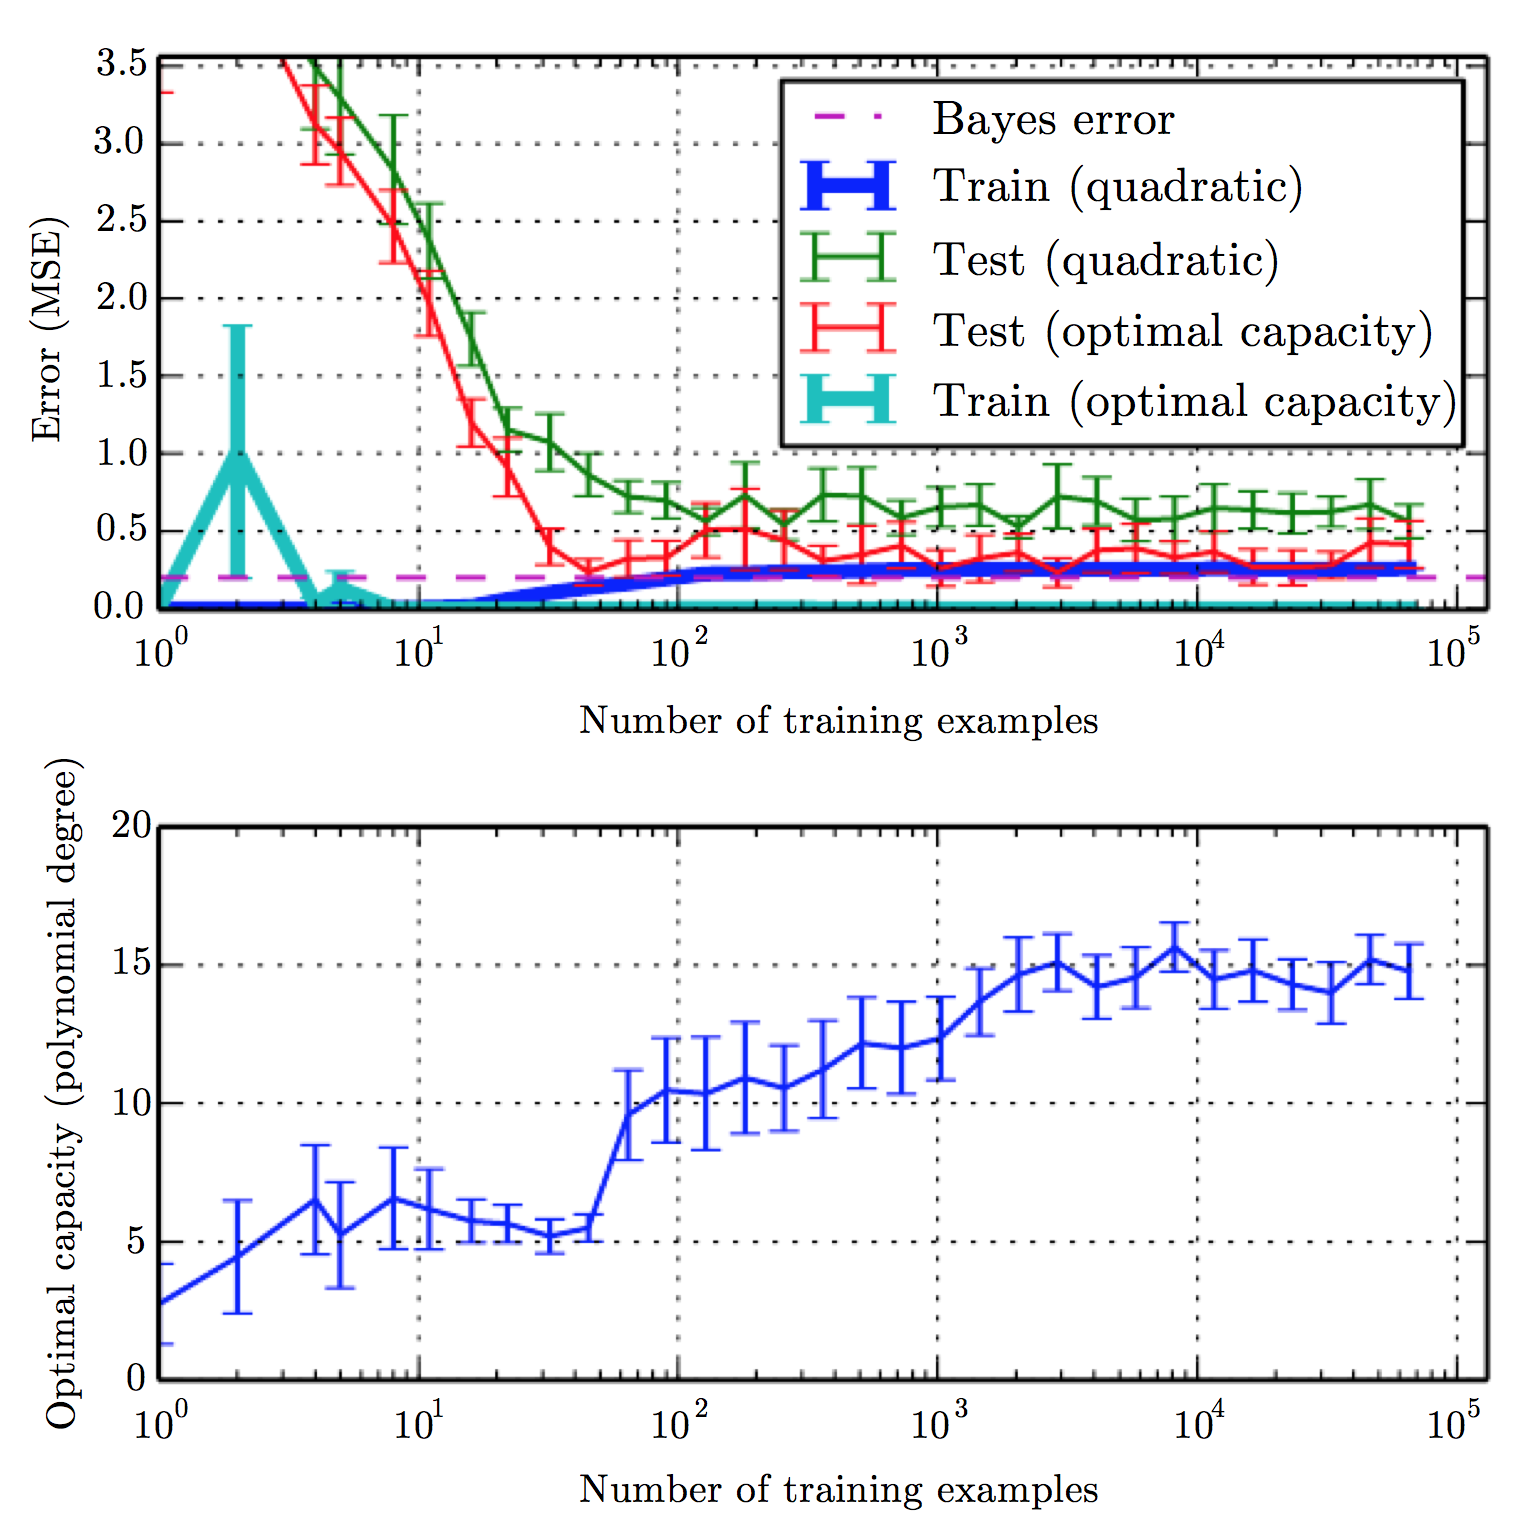 3.5
3.0
2.5
2.0
1.5
1.0
0.5
0.0
Error (MSE)
Bayes error
Train (quadratic)
Test (quadratic)
Test (optimal capacity)
Train (optimal capacity)
10^0 10^1 10^2 10^3 10^4 10^5
Number of training examples
20
15
10
5
0
Optimal capacity (polynomial degree)
10^0 10^1 10^2 10^3 10^4 10^5
Number of training examples